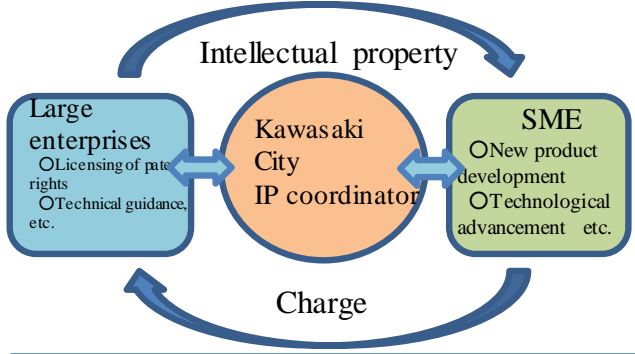 Intellectual property
Large
enterprises
○Licensing of pate
rights
○Technical guidance,
etc.
Kawasaki
City
IP coordinator
SME
○New product
development
○Technological
advancement etc.
Charge